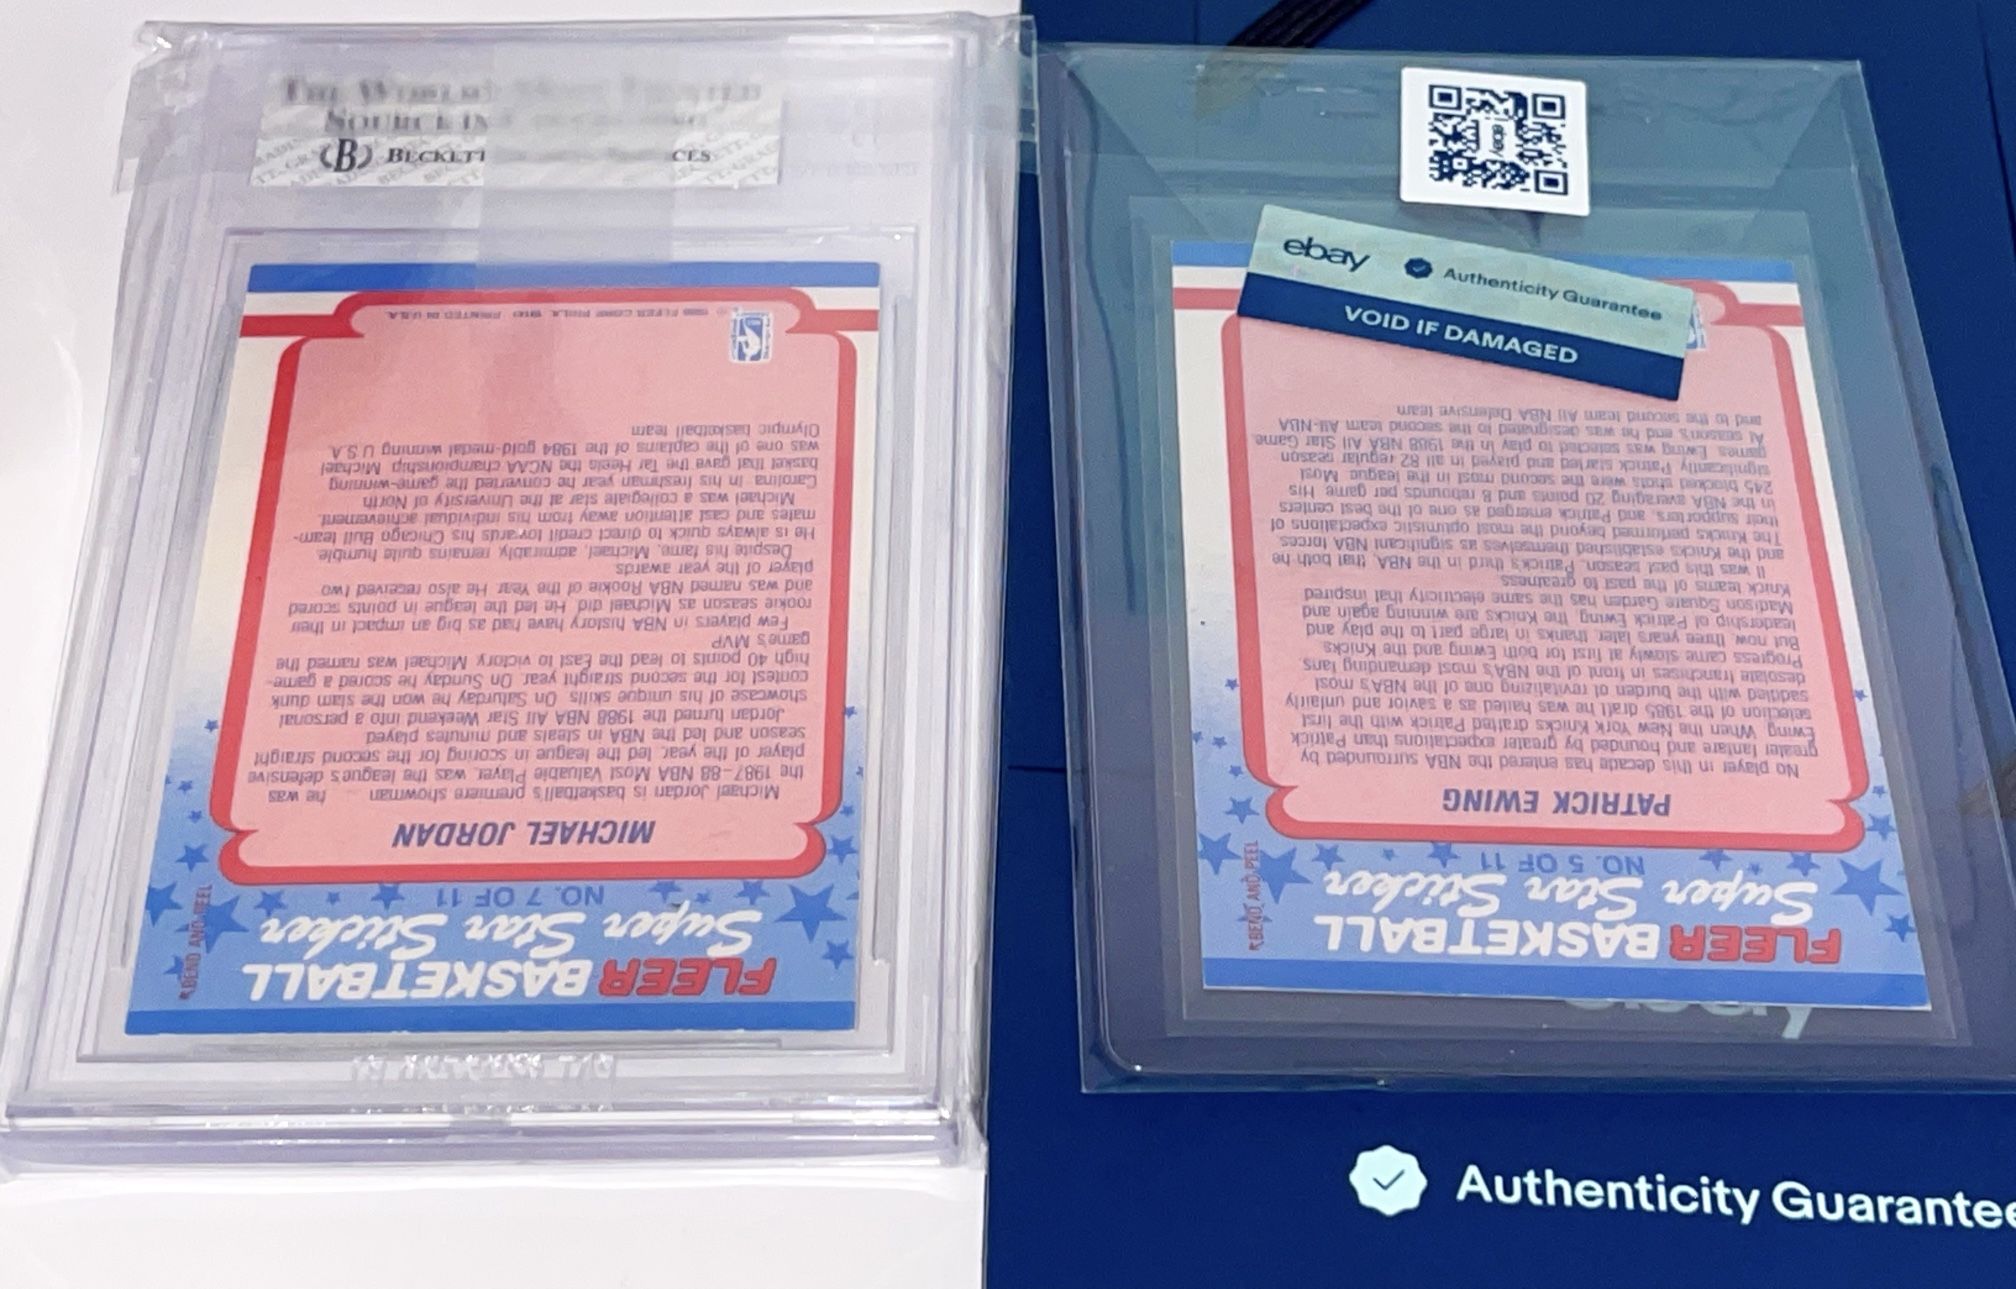 THE WORLD'S MOST TRUSTED
SOURCE IN
BECKETT
CES
FLEER BASKETBALL
Super Star Sticker
NO. 7 OF 11
BEND AND PEEL
MICHAEL JORDAN
Michael Jordan is basketball's premiere showman he was
the 1987-88 NBA Most Valuable Player, was the league's defensive
player of the year, led the league in scoring for the second straight
season and led the NBA in steals and minutes played
Jordan turned the 1988 NBA All Star Weekend into a personal
showcase of his unique skills. On Saturday he won the slam dunk
contest for the second straight year. On Sunday he scored a game-
high 40 points to lead the East to victory. Michael was named the
game's MVP
Few players in NBA history have had as big an impact in their
rookie season as Michael did. He led the league in points scored
and was named NBA Rookie of the Year. He also received two
player of the year awards.
Despite his fame, Michael, admirably, remains quite humble.
He is always quick to direct credit towards his Chicago Bull team-
mates and cast attention away from his individual achievement.
Michael was a collegiate star at the University of North
Carolina. In his freshman year he converted the game-winning
basket that gave the Tar Heels the NCAA championship. Michael
was one of the captains of the 1984 gold-medal winning U.S.A.
Olympic basketball team
FLEER CORP. PHILA. 19141 PRINTED IN U.S.A.
ebay
ebay Authenticity Guarantee
VOID IF DAMAGED
FLEER BASKETBALL
Super Star Sticker
NO. 5 OF 11
BEND AND PEEL
PATRICK EWING
No player in this decade has entered the NBA surrounded by
greater fanfare and hounded by greater expectations than Patrick
Ewing. When the New York Knicks drafted Patrick with the first
selection of the 1985 draft he was hailed as a savior and unfairly
saddled with the burden of revitalizing one of the NBA's most
desolate franchises in front of the NBA's most demanding fans
Progress came slowly at first for both Ewing and the Knicks
But now, three years later, thanks in large part to the play and
leadership of Patrick Ewing, the Knicks are winning again and
Madison Square Garden has the same electricity that inspired
Knick teams of the past to greatness
It was this past season, Patrick's third in the NBA, that both he
and the Knicks established themselves as significant NBA forces.
The Knicks performed beyond the most optimistic expectations of
their supporters, and Patrick emerged as one of the best centers
in the NBA averaging 20 points and 8 rebounds per game. His
245 blocked shots were the second most in the league. Most
significantly, Patrick started and played in all 82 regular season
games. Ewing was selected to play in the 1988 NBA All Star Game.
At season's end he was designated to the second team All-NBA
and to the second team All NBA Defensive team
Authenticity Guarantee